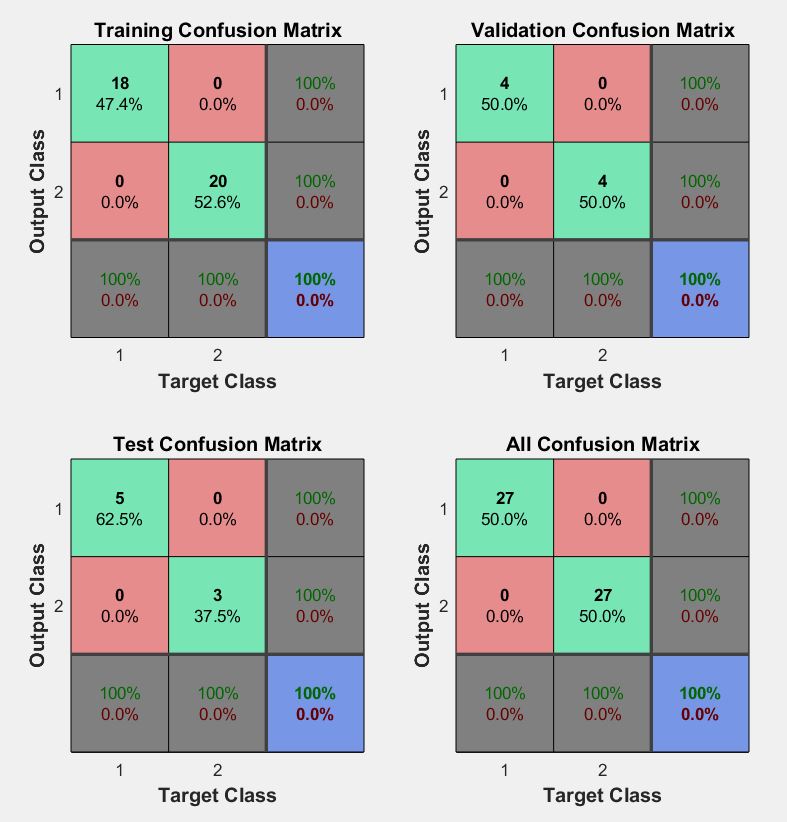 Training Confusion Matrix
Validation Confusion Matrix
Output Class
1
18 0 100%
47.4% 0.0% 0.0%
2
0 20 100%
0.0% 52.6% 0.0%
100% 100% 100%
0.0% 0.0% 0.0%
1 2
Target Class
Output Class
1
4 0 100%
50.0% 0.0% 0.0%
2
0 4 100%
0.0% 50.0% 0.0%
100% 100% 100%
0.0% 0.0% 0.0%
1 2
Target Class
Test Confusion Matrix
All Confusion Matrix
Output Class
1
5 0 100%
62.5% 0.0% 0.0%
2
0 3 100%
0.0% 37.5% 0.0%
100% 100% 100%
0.0% 0.0% 0.0%
1 2
Target Class
Output Class
1
27 0 100%
50.0% 0.0% 0.0%
2
0 27 100%
0.0% 50.0% 0.0%
100% 100% 100%
0.0% 0.0% 0.0%
1 2
Target Class